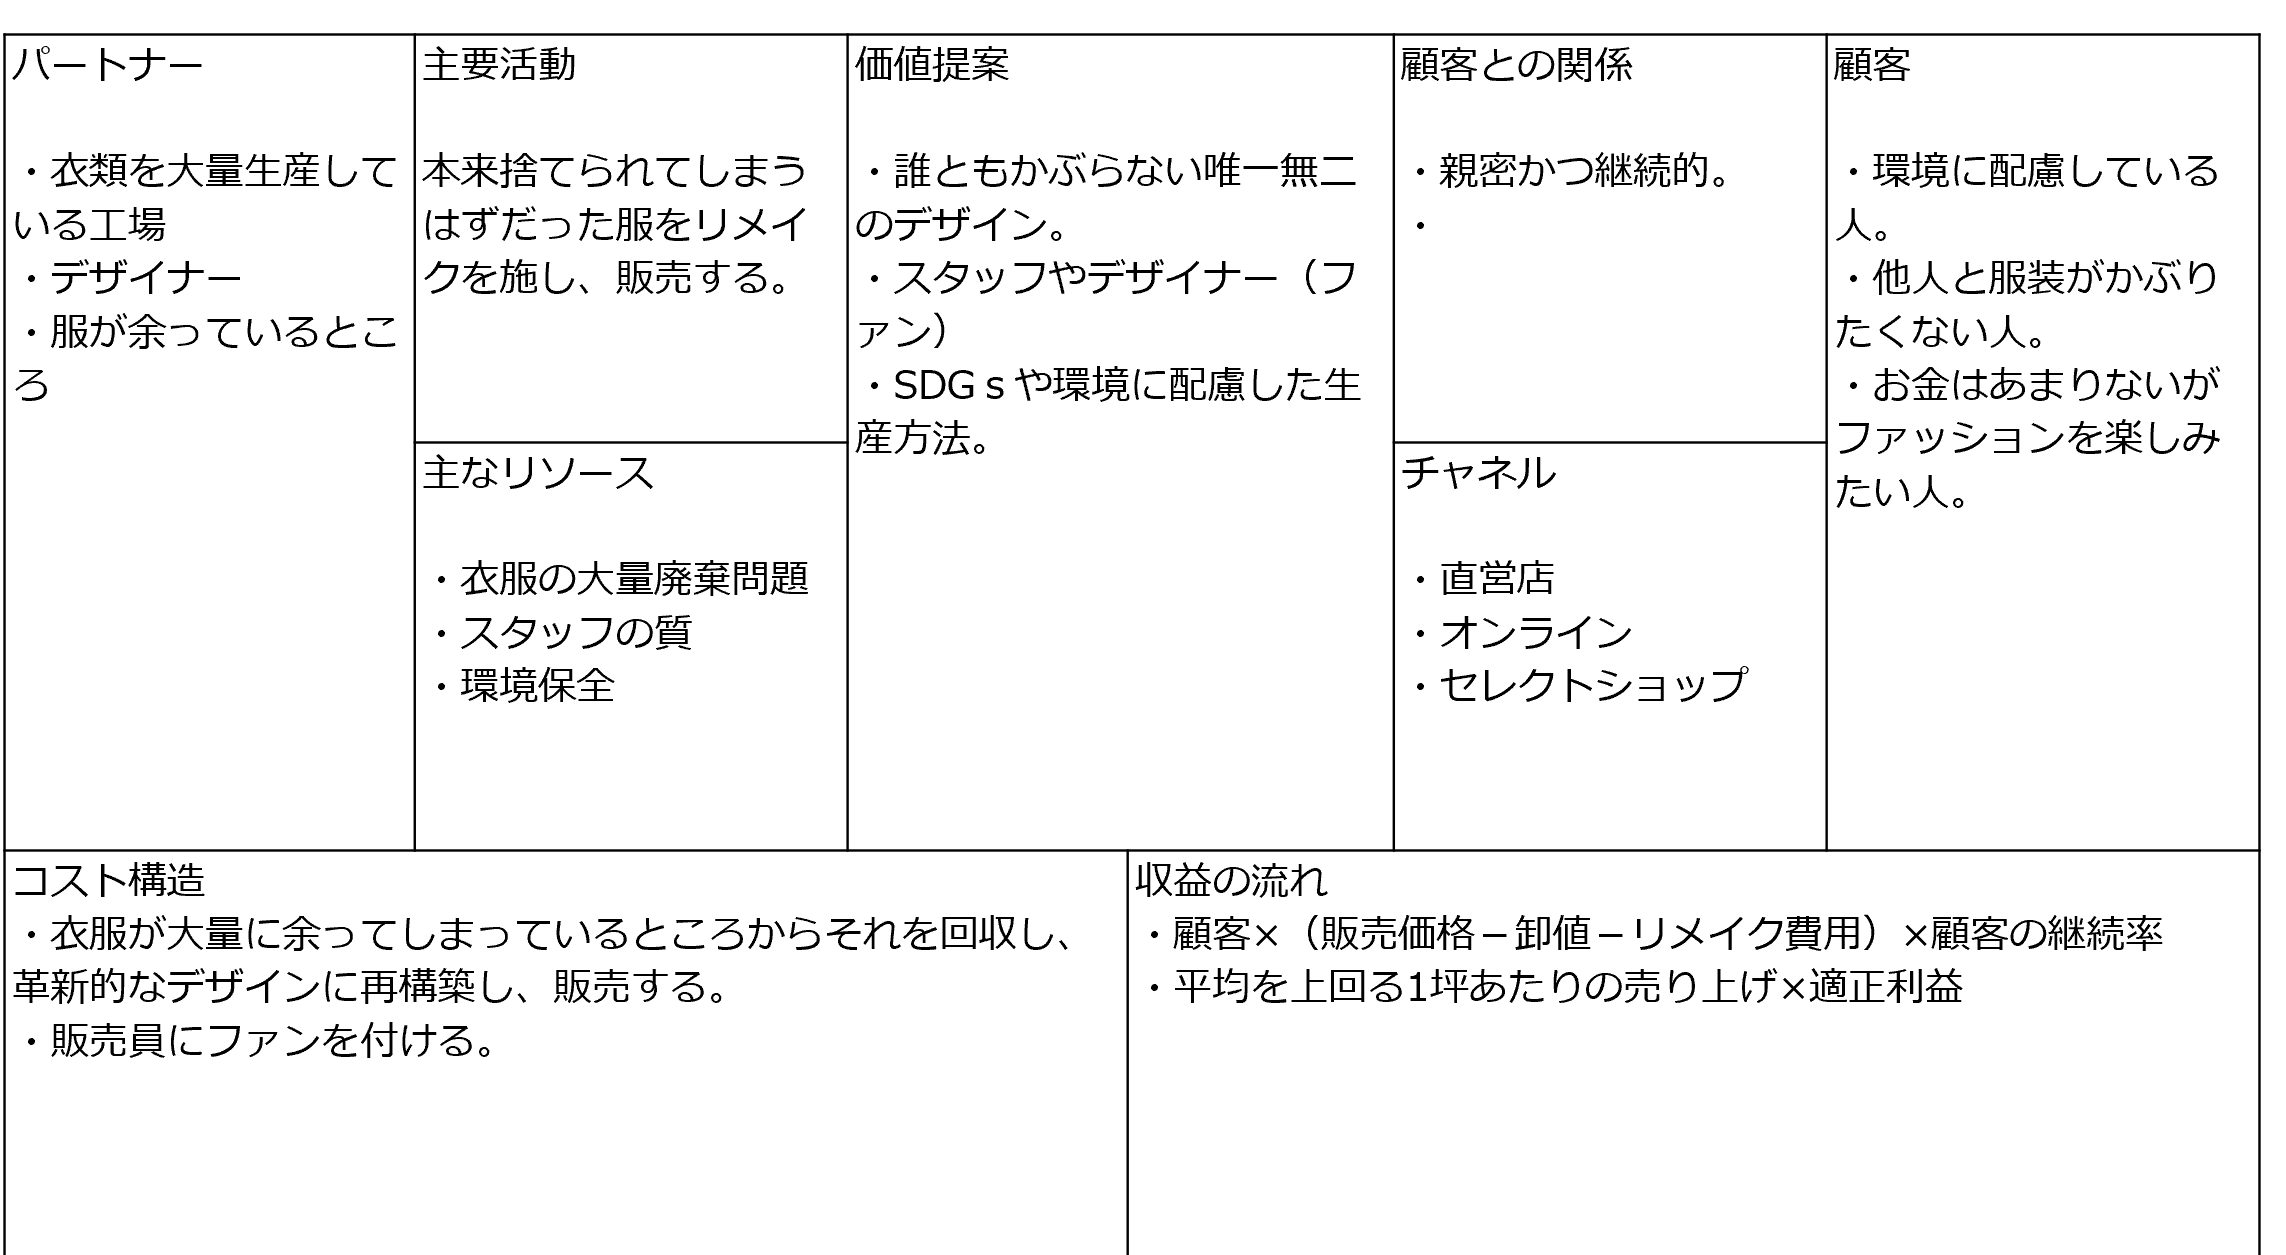 パートナー
・衣類を大量生産して
いる工場
・デザイナー
・服が余っているとこ
ろ
主要活動
本来捨てられてしまう
はずだった服をリメイ
クを施し、販売する。
主なリソース
・衣服の大量廃棄問題
・スタッフの質
・環境保全
価値提案
・誰ともかぶらない唯一無二
のデザイン。
・スタッフやデザイナー（フ
ァン）
・SDGｓや環境に配慮した生
産方法。
顧客との関係
・親密かつ継続的。
・
チャネル
・直営店
・オンライン
・セレクトショップ
顧客
・環境に配慮している
人。
・他人と服装がかぶり
たくない人。
・お金はあまりないが
ファッションを楽しみ
たい人。
コスト構造
・衣服が大量に余ってしまっているところからそれを回収し、
革新的なデザインに再構築し、販売する。
・販売員にファンを付ける。
収益の流れ
・顧客×（販売価格－卸値－リメイク費用）×顧客の継続率
・平均を上回る1坪あたりの売り上げ×適正利益